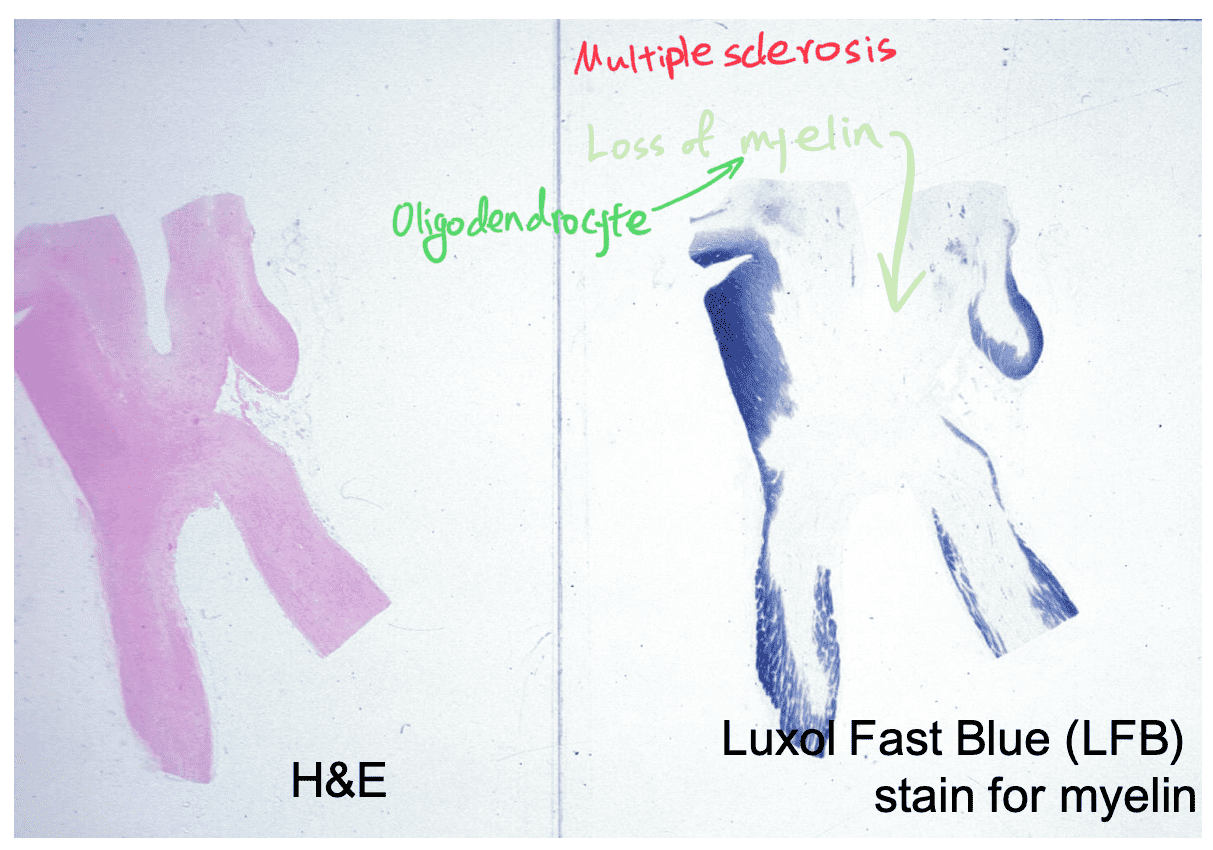 Multiple sclerosis
Loss of myelin
Oligodendrocyte
H&E
Luxol Fast Blue (LFB)
stain for myelin